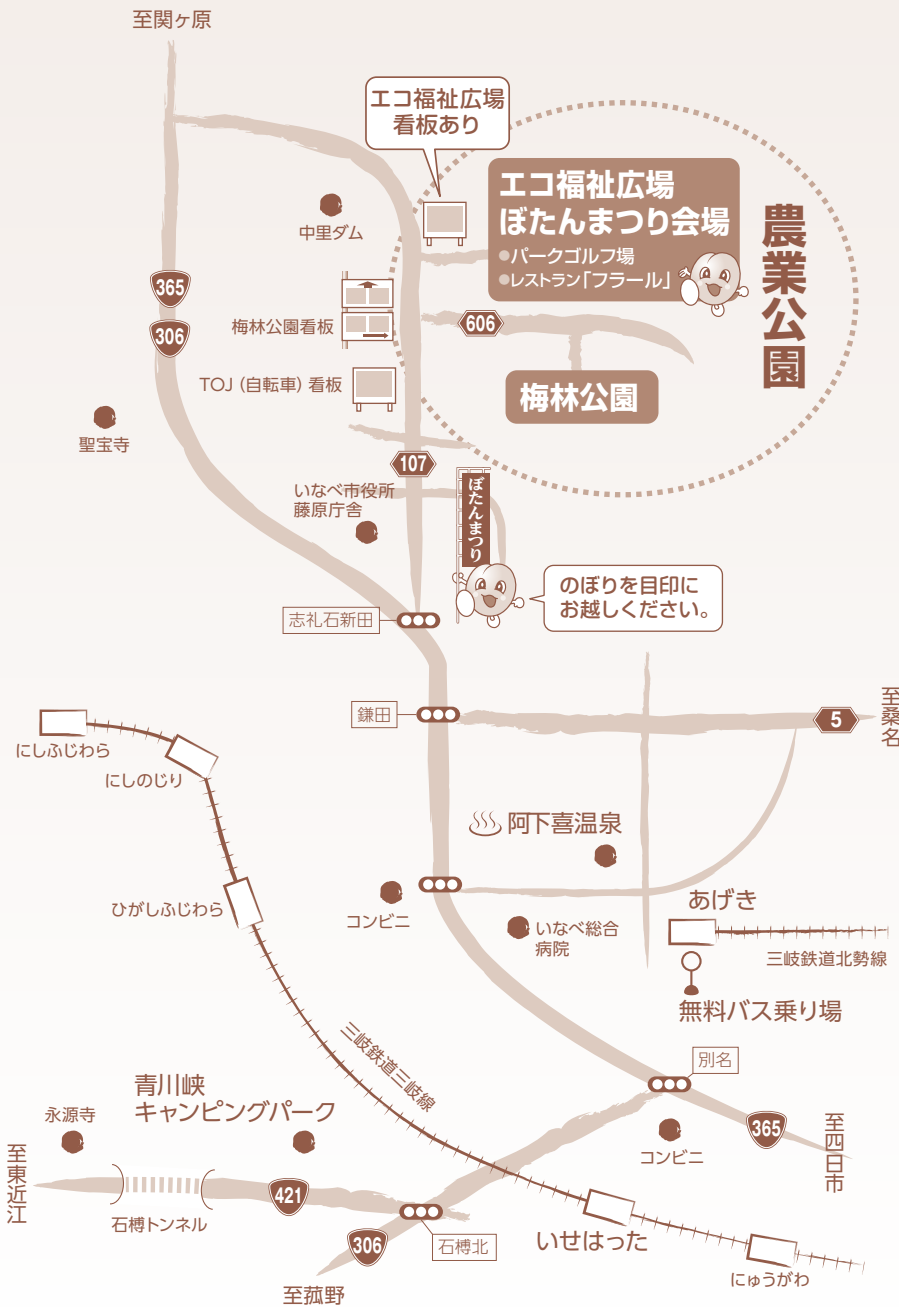 至関ヶ原
エコ福祉広場
看板あり
エコ福祉広場
ぼたんまつり会場
●パークゴルフ場
●レストラン「フラール」
農業公園
中里ダム
365
306
梅林公園看板
606
TOJ（自転車）看板
梅林公園
聖宝寺
107
いなべ市役所
藤原庁舎
ぼたんまつり
のぼりを目印に
お越しください。
志礼石新田
鎌田
5
至桑名
にしふじわら
にしのじり
阿下喜温泉
ひがしふじわら
コンビニ
いなべ総合
病院
あげき
三岐鉄道北勢線
無料バス乗り場
三岐鉄道三岐線
別名
青川峡
キャンピングパーク
永源寺
コンビニ
365
至四日市
至東近江
石榑トンネル
421
石榑北
306
いせはった
にゅうがわ
至菰野